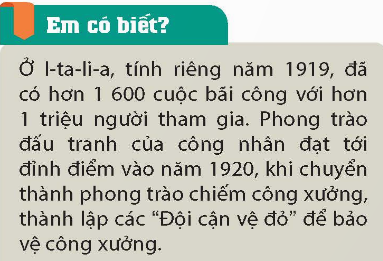 Em có biết?
Ở I-ta-li-a, tính riêng năm 1919, đã
có hơn 1 600 cuộc bãi công với hơn
1 triệu người tham gia. Phong trào
đấu tranh của công nhân đạt tới
đỉnh điểm vào năm 1920, khi chuyển
thành phong trào chiếm công xưởng,
thành lập các “Đội cận vệ đỏ” để bảo
vệ công xưởng.